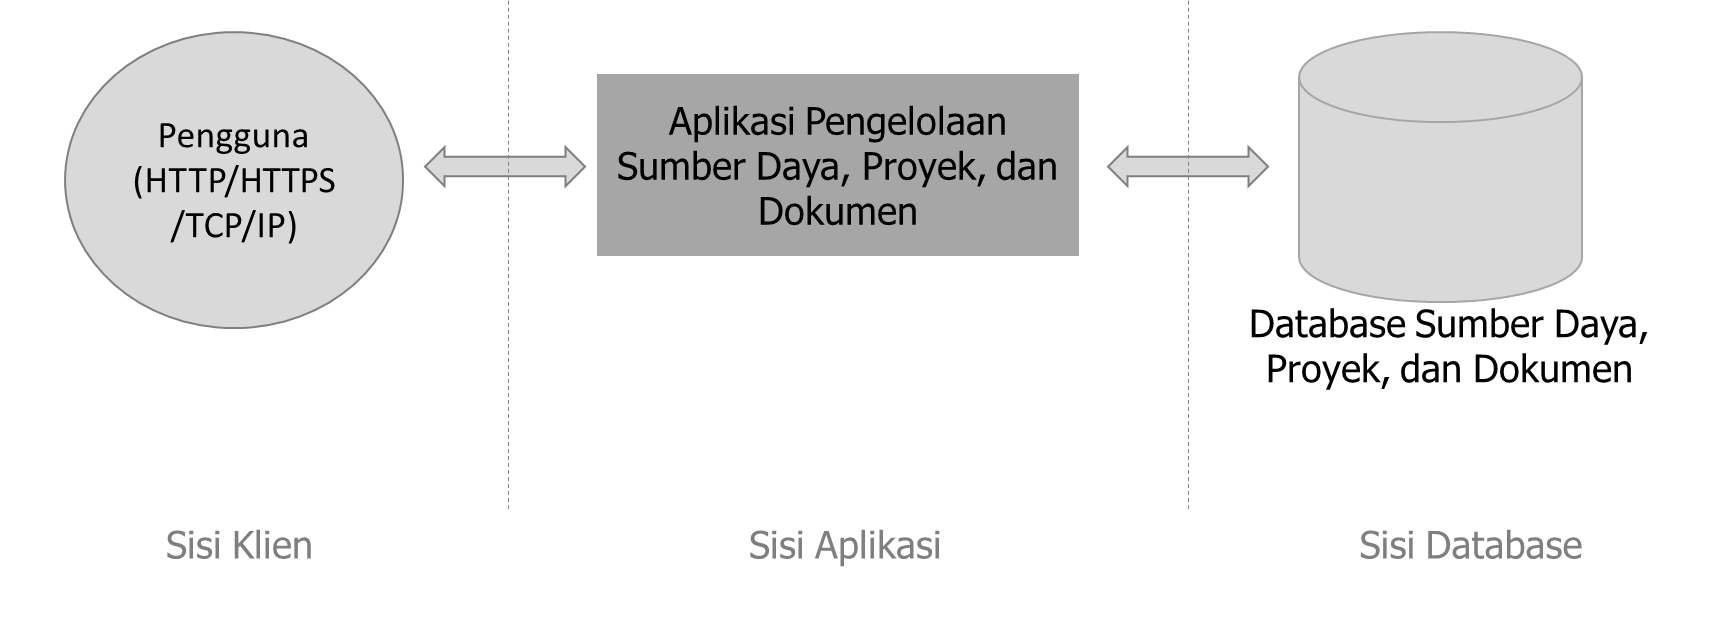 Pengguna
(HTTP/HTTPS
/TCP/IP)
Aplikasi Pengelolaan
Sumber Daya, Proyek, dan
Dokumen
Database Sumber Daya,
Proyek, dan Dokumen
Sisi Klien
Sisi Aplikasi
Sisi Database